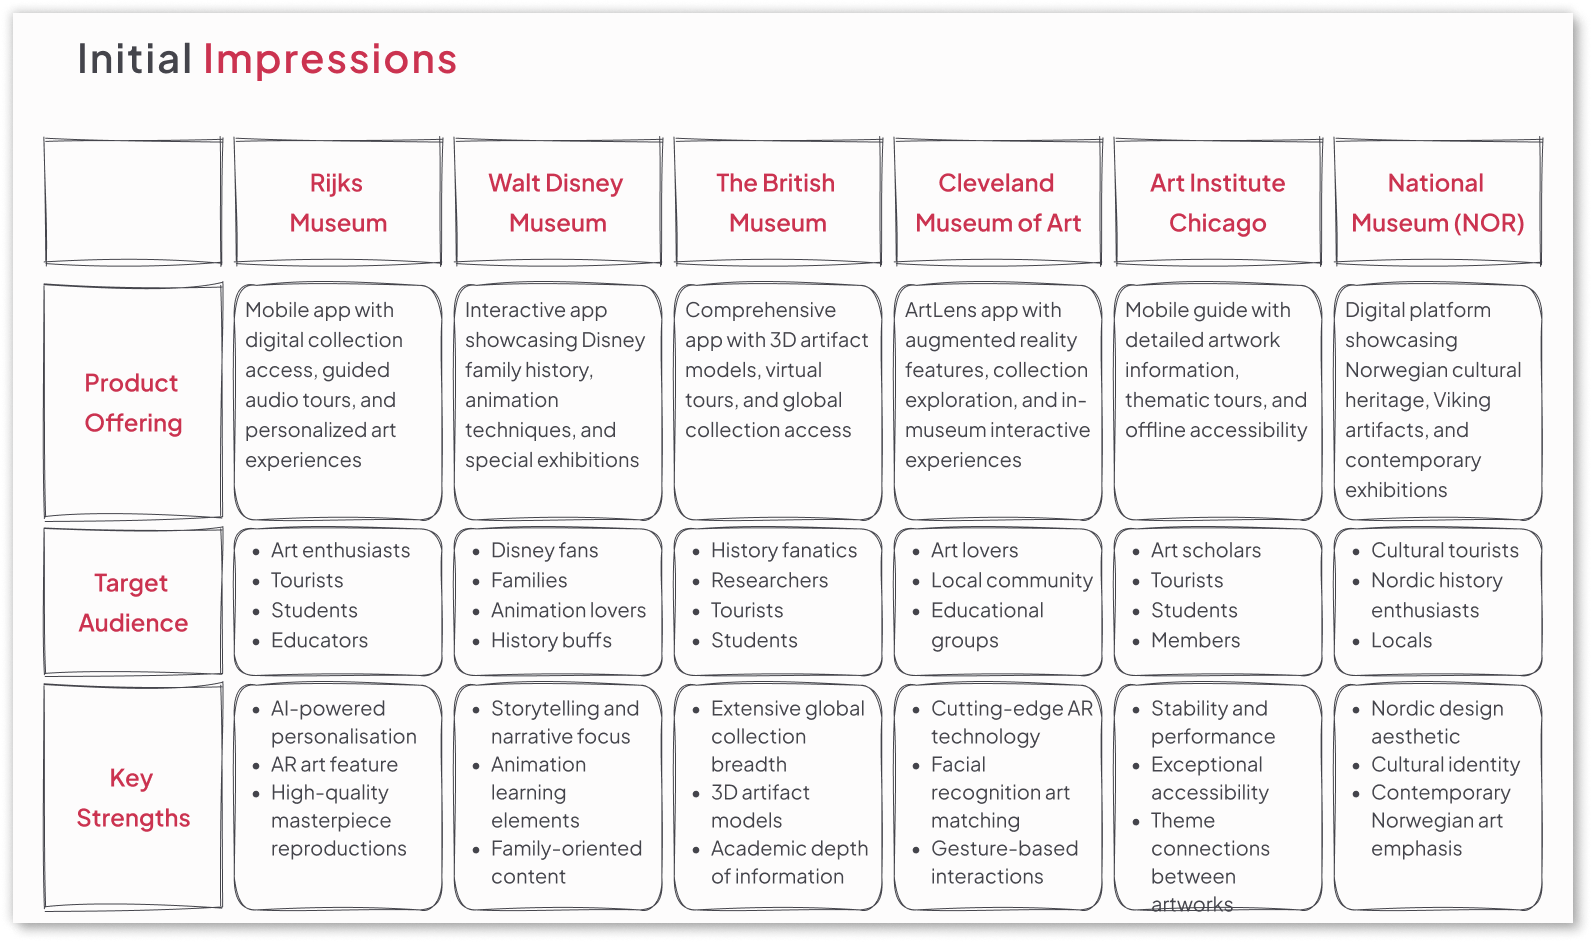 Initial Impressions
Rijks
Museum
Walt Disney
Museum
The British
Museum
Cleveland
Museum of Art
Art Institute
Chicago
National
Museum (NOR)
Product
Offering
Mobile app with
digital collection
access, guided
audio tours, and
personalized art
experiences
Interactive app
showcasing Disney
family history,
animation
techniques, and
special exhibitions
Comprehensive
app with 3D artifact
models, virtual
tours, and global
collection access
ArtLens app with
augmented reality
features, collection
exploration, and in-
museum interactive
experiences
Mobile guide with
detailed artwork
information,
thematic tours, and
offline accessibility
Digital platform
showcasing
Norwegian cultural
heritage, Viking
artifacts, and
contemporary
exhibitions
Target
Audience
• Art enthusiasts
• Tourists
• Students
• Educators
• Disney fans
• Families
• Animation lovers
• History buffs
• History fanatics
• Researchers
• Tourists
• Students
• Art lovers
• Local community
• Educational
groups
• Art scholars
• Tourists
• Students
• Members
• Cultural tourists
• Nordic history
enthusiasts
• Locals
Key
Strengths
• AI-powered
personalisation
• AR art feature
• High-quality
masterpiece
reproductions
• Storytelling and
narrative focus
• Animation
learning
elements
• Family-oriented
content
• Extensive global
collection
breadth
• 3D artifact
models
• Academic depth
of information
• Cutting-edge AR
technology
• Facial
recognition art
matching
• Gesture-based
interactions
• Stability and
performance
• Exceptional
accessibility
• Theme
connections
between
artworks
• Nordic design
aesthetic
• Cultural identity
• Contemporary
Norwegian art
emphasis